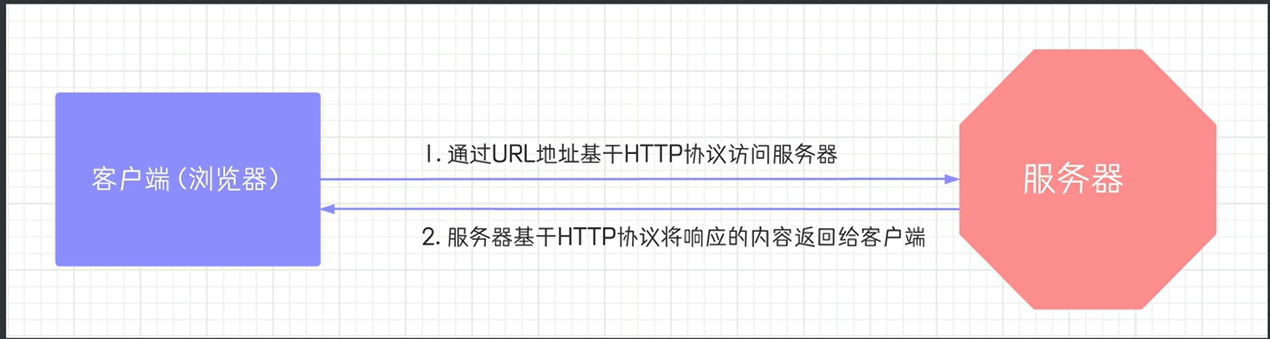 1. 通过URL地址基于HTTP协议访问服务器
客户端(浏览器)
服务器
2. 服务器基于HTTP协议将响应的内容返回给客户端